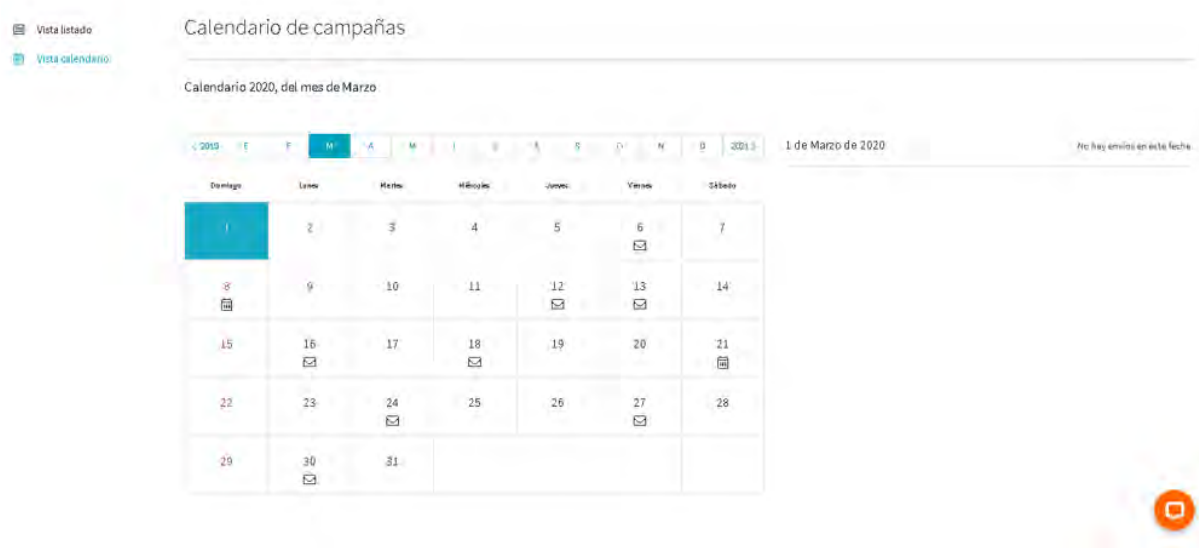 Vista listado
Vista calendario
Calendario de campañas
Calendario 2020, del mes de Marzo
2019 E F M A M J J A S O N D 2021
1 de Marzo de 2020
No hay envíos en esta fecha
Domingo Lunes Martes Miércoles Jueves Viernes Sábado
1 2 3 4 5 6 7
8 9 10 11 12 13 14
15 16 17 18 19 20 21
22 23 24 25 26 27 28
29 30 31